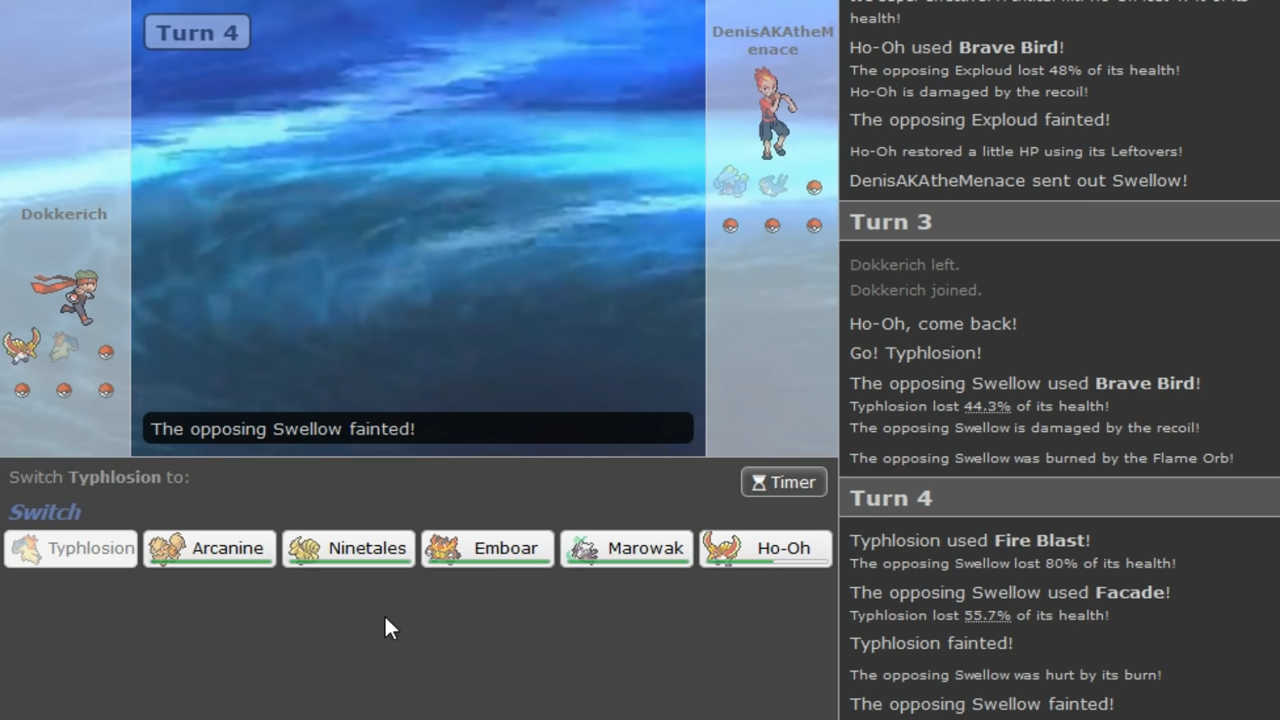 Turn 4
DenisAKAtheM
enace
Dokkerich
The opposing Swellow fainted!
Switch Typhlosion to:
Timer
Switch
Typhlosion
Arcanine
Ninetales
Emboar
Marowak
Ho-Oh
health!
Ho-Oh used Brave Bird!
The opposing Exploud lost 48% of its health!
Ho-Oh is damaged by the recoil!
The opposing Exploud fainted!
Ho-Oh restored a little HP using its Leftovers!
DenisAKAtheMenace sent out Swellow!
Turn 3
Dokkerich left.
Dokkerich joined.
Ho-Oh, come back!
Go! Typhlosion!
The opposing Swellow used Brave Bird!
Typhlosion lost 44.3% of its health!
The opposing Swellow is damaged by the recoil!
The opposing Swellow was burned by the Flame Orb!
Turn 4
Typhlosion used Fire Blast!
The opposing Swellow lost 80% of its health!
The opposing Swellow used Facade!
Typhlosion lost 55.7% of its health!
Typhlosion fainted!
The opposing Swellow was hurt by its burn!
The opposing Swellow fainted!